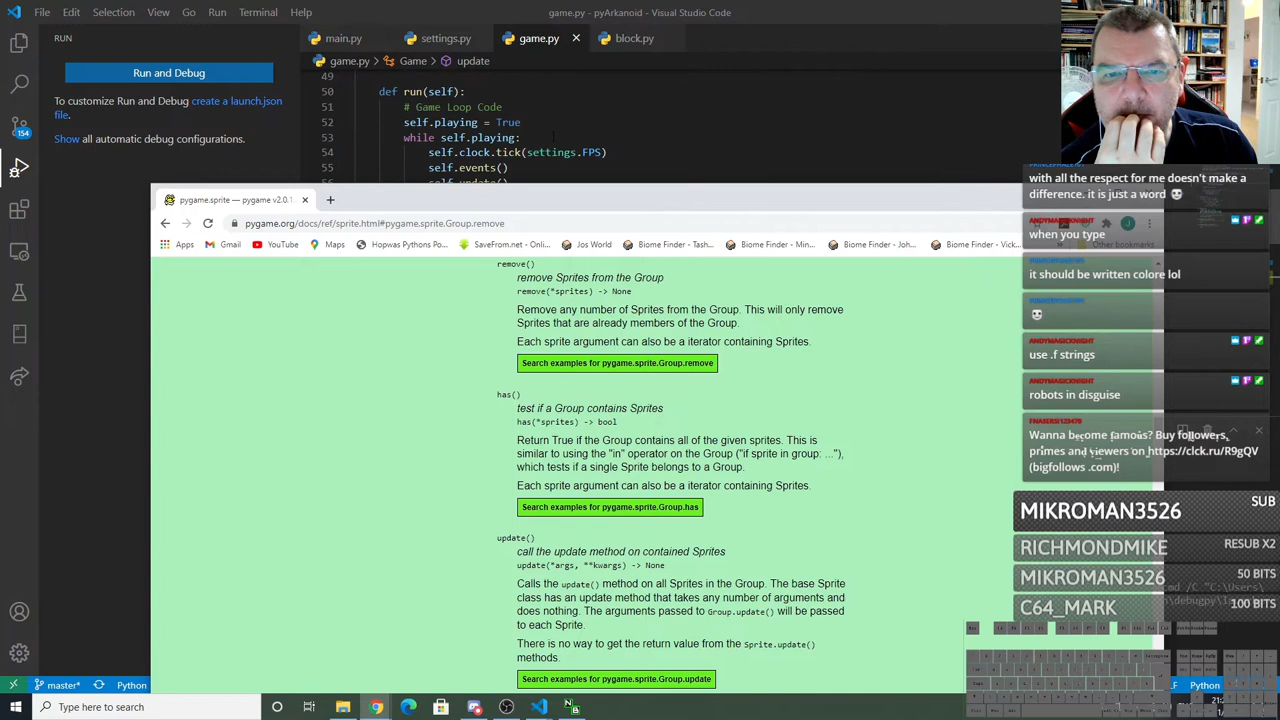 File
Edit
Selection
View
Go
Run
Terminal
Help
game.py - pyArkanoid - Visual Studio Code
RUN
main.py
settings.py
game.py
block.py
game.py > Game > update
Run and Debug
To customize Run and Debug create a launch.json
file.
Show all automatic debug configurations.
49
50 def run(self):
51 # Game Loop Code
52 self.playing = True
53 while self.playing:
54 self.clock.tick(settings.FPS)
55 self.events()
self.update()
pygame.sprite — pygame v2.0.1
pygame.org/docs/ref/sprite.html#pygame.sprite.Group.remove
Apps
Gmail
YouTube
Maps
Hopwas Pythons Po...
SaveFrom.net - Onli...
Jos World
Biome Finder - Tash...
Biome Finder - Min...
Biome Finder - Joh...
Biome Finder - Riv...
Other bookmarks
remove()
remove Sprites from the Group
remove(*sprites) -> None
Remove any number of Sprites from the Group. This will only remove
Sprites that are already members of the Group.
Each sprite argument can also be a iterator containing Sprites.
Search examples for pygame.sprite.Group.remove
has()
test if a Group contains Sprites
has(*sprites) -> bool
Return True if the Group contains all of the given sprites. This is
similar to using the "in" operator on the Group ("if sprite in group: ..."),
which tests if a single Sprite belongs to a Group.
Each sprite argument can also be a iterator containing Sprites.
Search examples for pygame.sprite.Group.has
update()
call the update method on contained Sprites
update(*args, **kwargs) -> None
Calls the update() method on all Sprites in the Group. The base Sprite
class has an update method that takes any number of arguments and
does nothing. The arguments passed to Group.update() will be passed
to each Sprite.
There is no way to get the return value from the Sprite.update()
methods.
Search examples for pygame.sprite.Group.update
with all the respect for me doesn't make a
difference. it is just a word
ANDYMAGICKNIGHT
when you type
it should be written colore lol
ANDYMAGICKNIGHT
use .f strings
ANDYMAGICKNIGHT
robots in disguise
FNASERSI123470
Wanna become famous? Buy followers,
primes and viewers on https://clck.ru/R9gQV
(bigfollows .com)!
MIKROMAN3526 SUB
RICHMONDMIKE RESUB X2
MIKROMAN3526 50 BITS
C64_MARK 100 BITS
154
master*
Python
Python
Type here to search